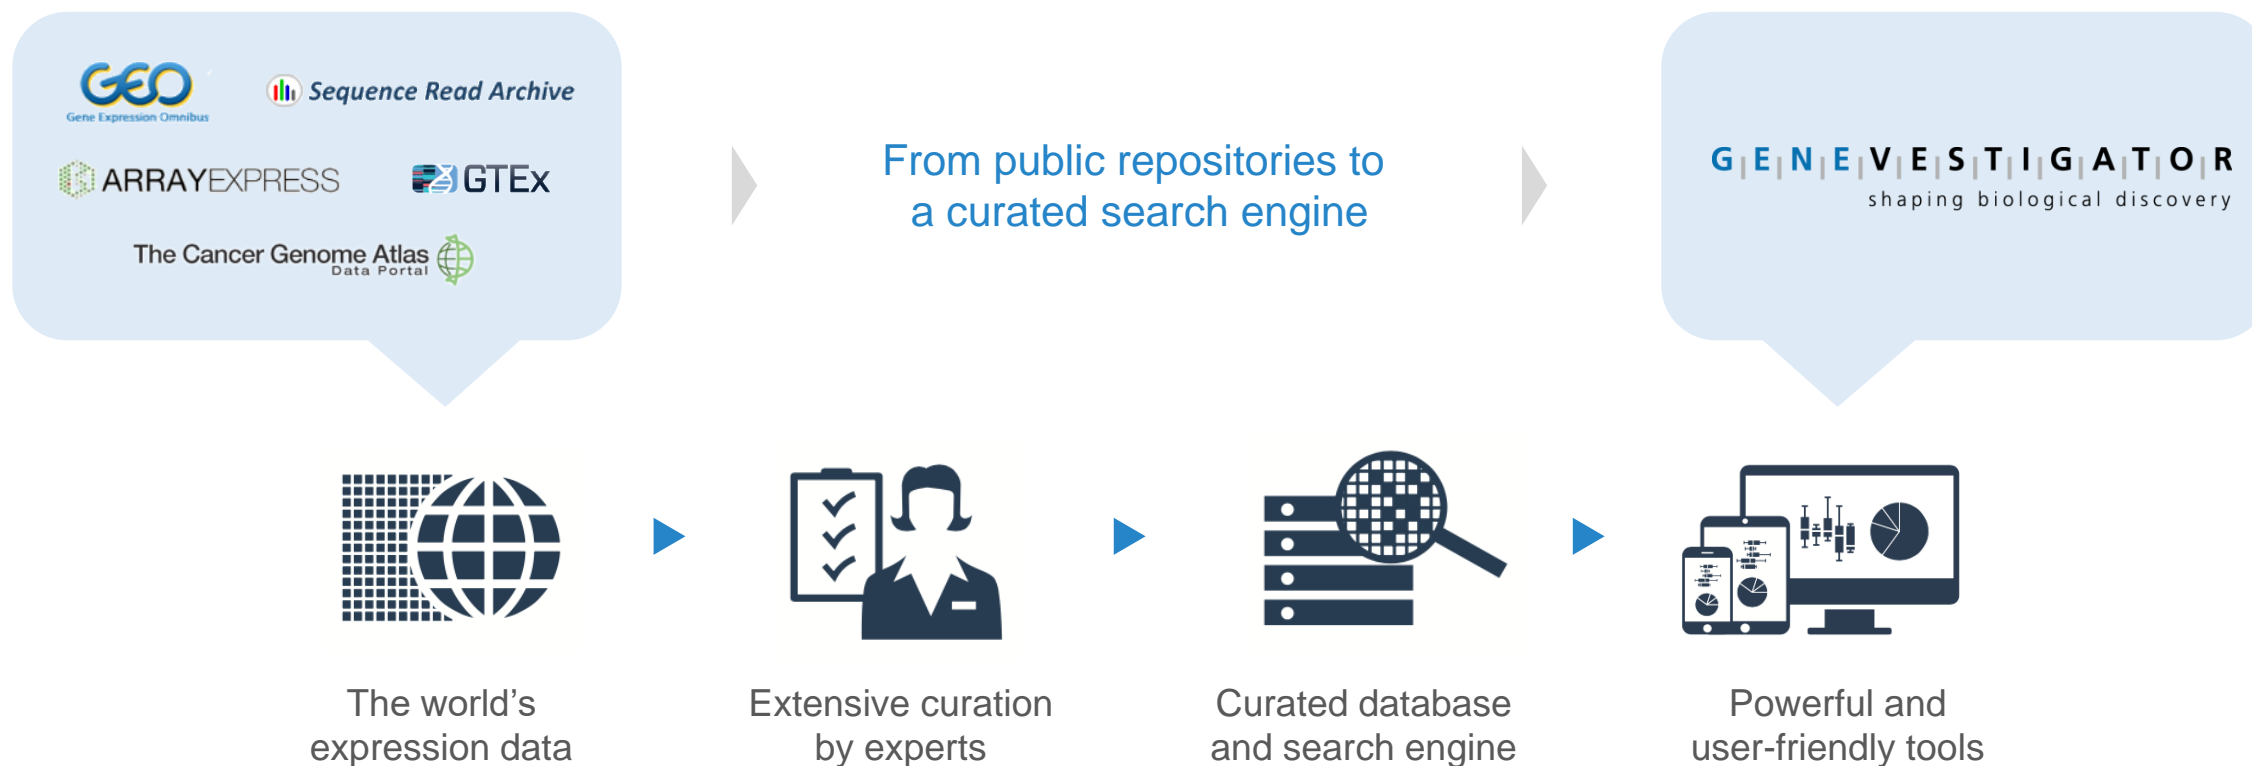 GEO
Gene Expression Omnibus
Sequence Read Archive
ARRAYEXPRESS
GTEx
The Cancer Genome Atlas
Data Portal
From public repositories to
a curated search engine
G|E|N|E|V|E|S|T|I|G|A|T|O|R
shaping biological discovery
The world's
expression data
Extensive curation
by experts
Curated database
and search engine
Powerful and
user-friendly tools